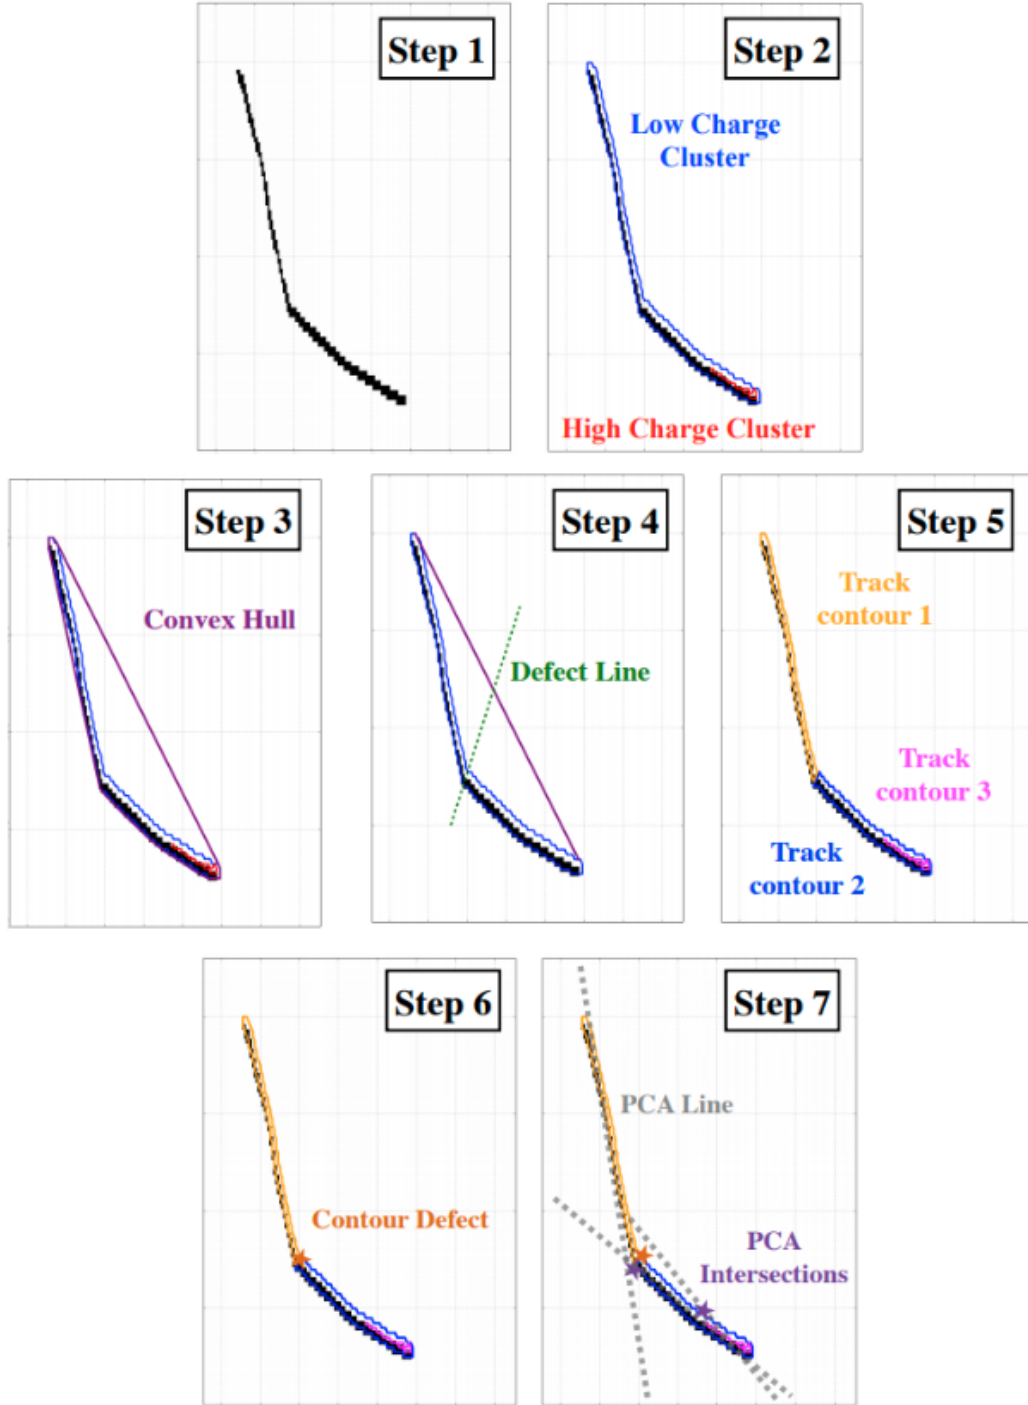 Step 1
Step 2
Low Charge
Cluster
High Charge Cluster
Step 3
Convex Hull
Step 4
Defect Line
Step 5
Track
contour 1
Track
contour 3
Track
contour 2
Step 6
Contour Defect
Step 7
PCA Line
PCA
Intersections